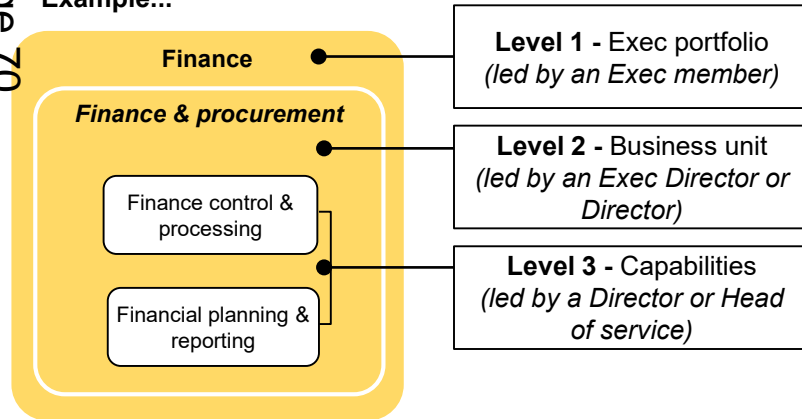 Example...
ge 70
Finance
Finance & procurement
Finance control &
processing
Financial planning &
reporting
Level 1 - Exec portfolio
(led by an Exec member)
Level 2 - Business unit
(led by an Exec Director or
Director)
Level 3 - Capabilities
(led by a Director or Head
of service)